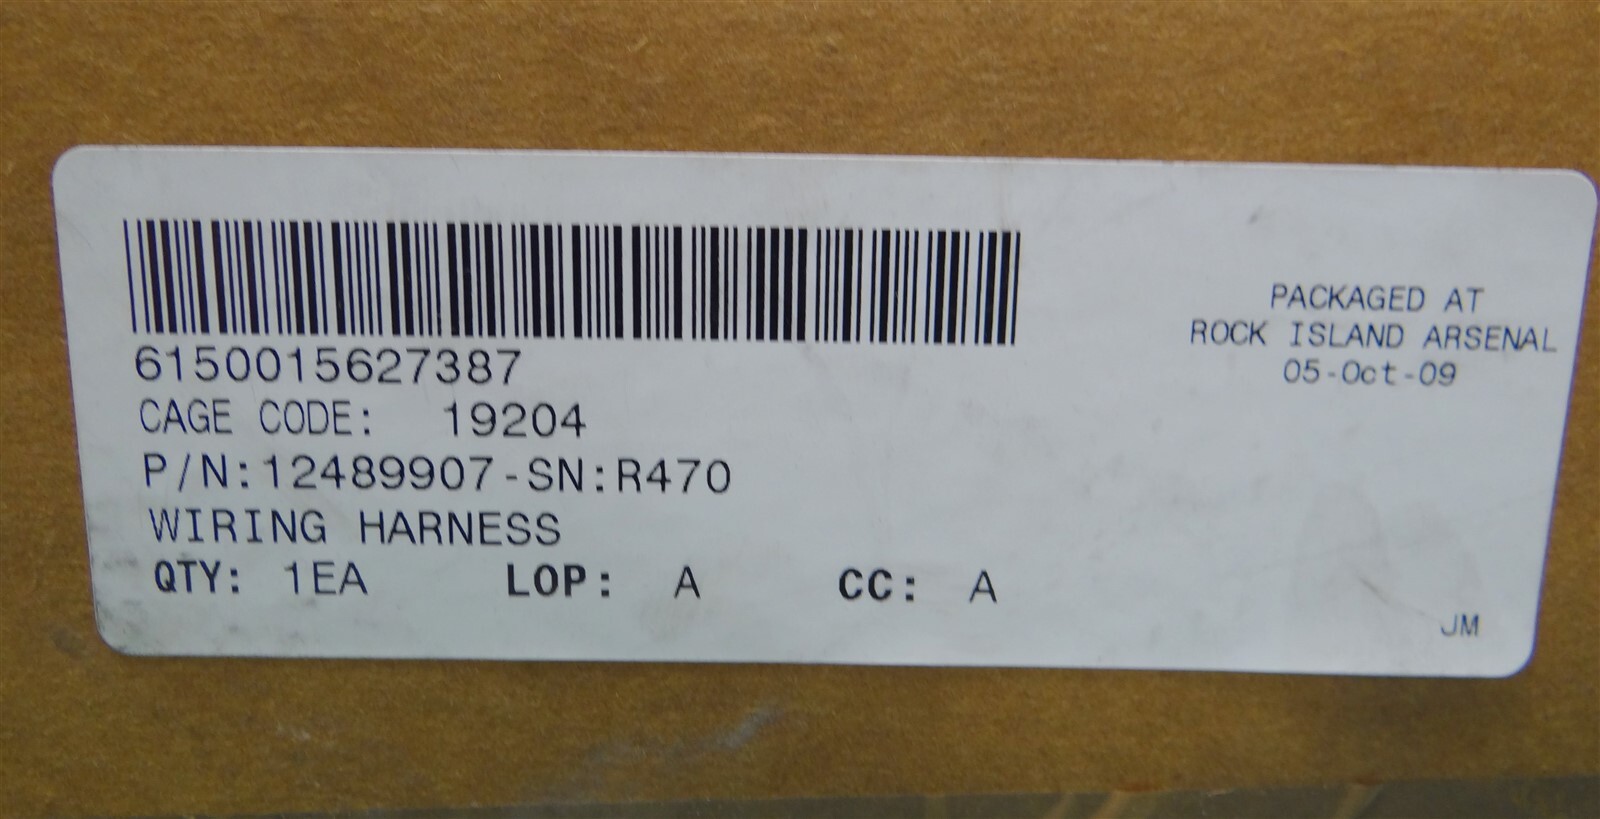 6150015627387
CAGE CODE: 19204
P/N:12489907-SN:R470
WIRING HARNESS
QTY: 1EA LOP: A CC: A
PACKAGED AT
ROCK ISLAND ARSENAL
05-Oct-09
JM